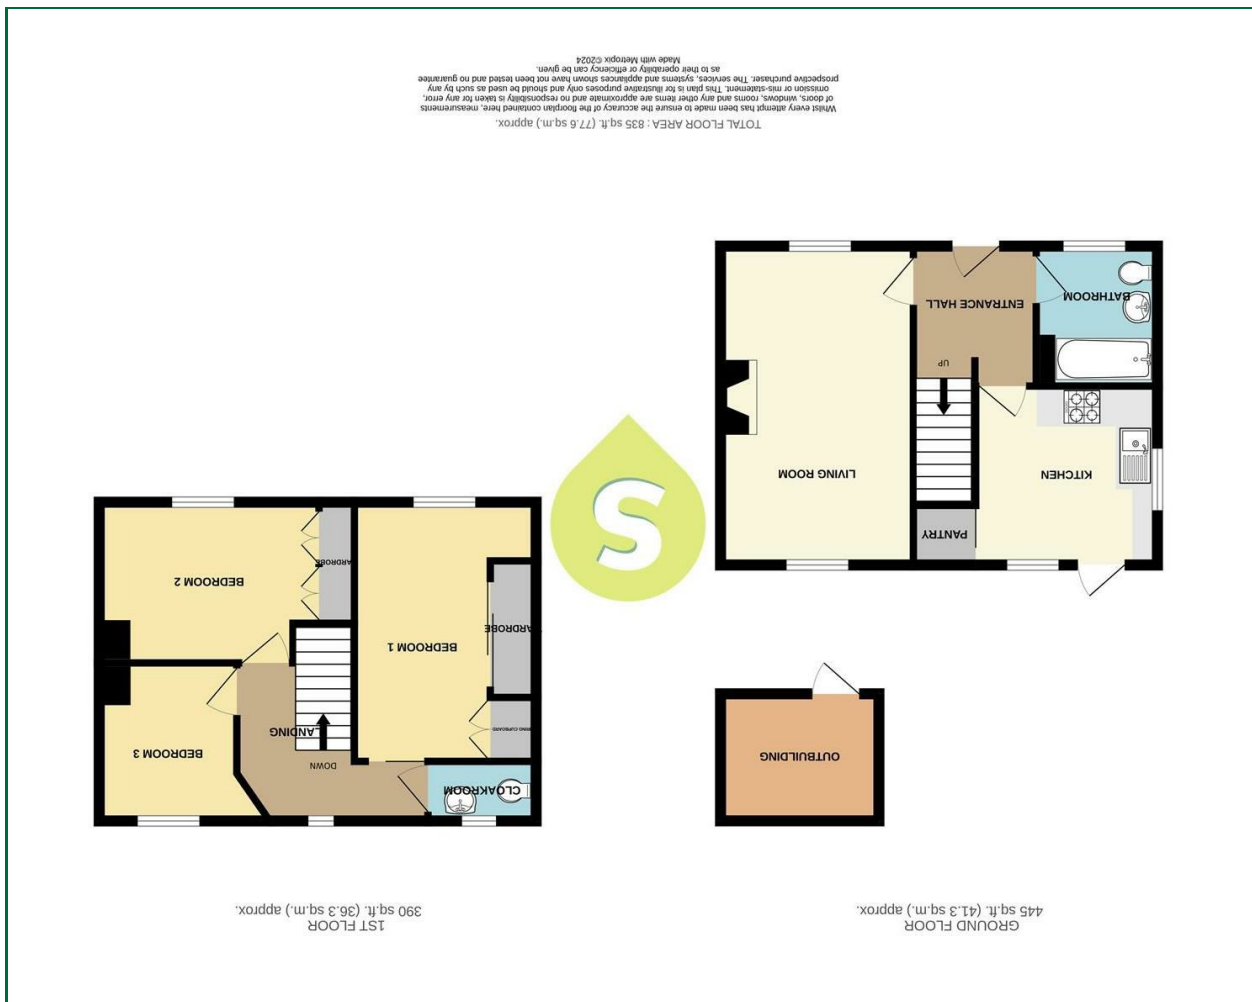 GROUND FLOOR
445 sq.ft. (41.3 sq.m.) approx.
OUTBUILDING
PANTRY
KITCHEN
LIVING ROOM
UP
BATHROOM
ENTRANCE HALL
1ST FLOOR
390 sq.ft. (36.3 sq.m.) approx.
CLOAKROOM
DOWN
BEDROOM 3
LANDING
CUPBOARD
BEDROOM 1
ARDROBE
BEDROOM 2
ARDROBE
S
TOTAL FLOOR AREA : 835 sq.ft. (77.6 sq.m.) approx.
Whilst every attempt has been made to ensure the accuracy of the floorplan contained here, measurements
of doors, windows, rooms and any other items are approximate and no responsibility is taken for any error,
omission or mis-statement. This plan is for illustrative purposes only and should be used as such by any
prospective purchaser. The services, systems and appliances shown have not been tested and no guarantee
as to their operability or efficiency can be given.
Made with Metropix ©2024